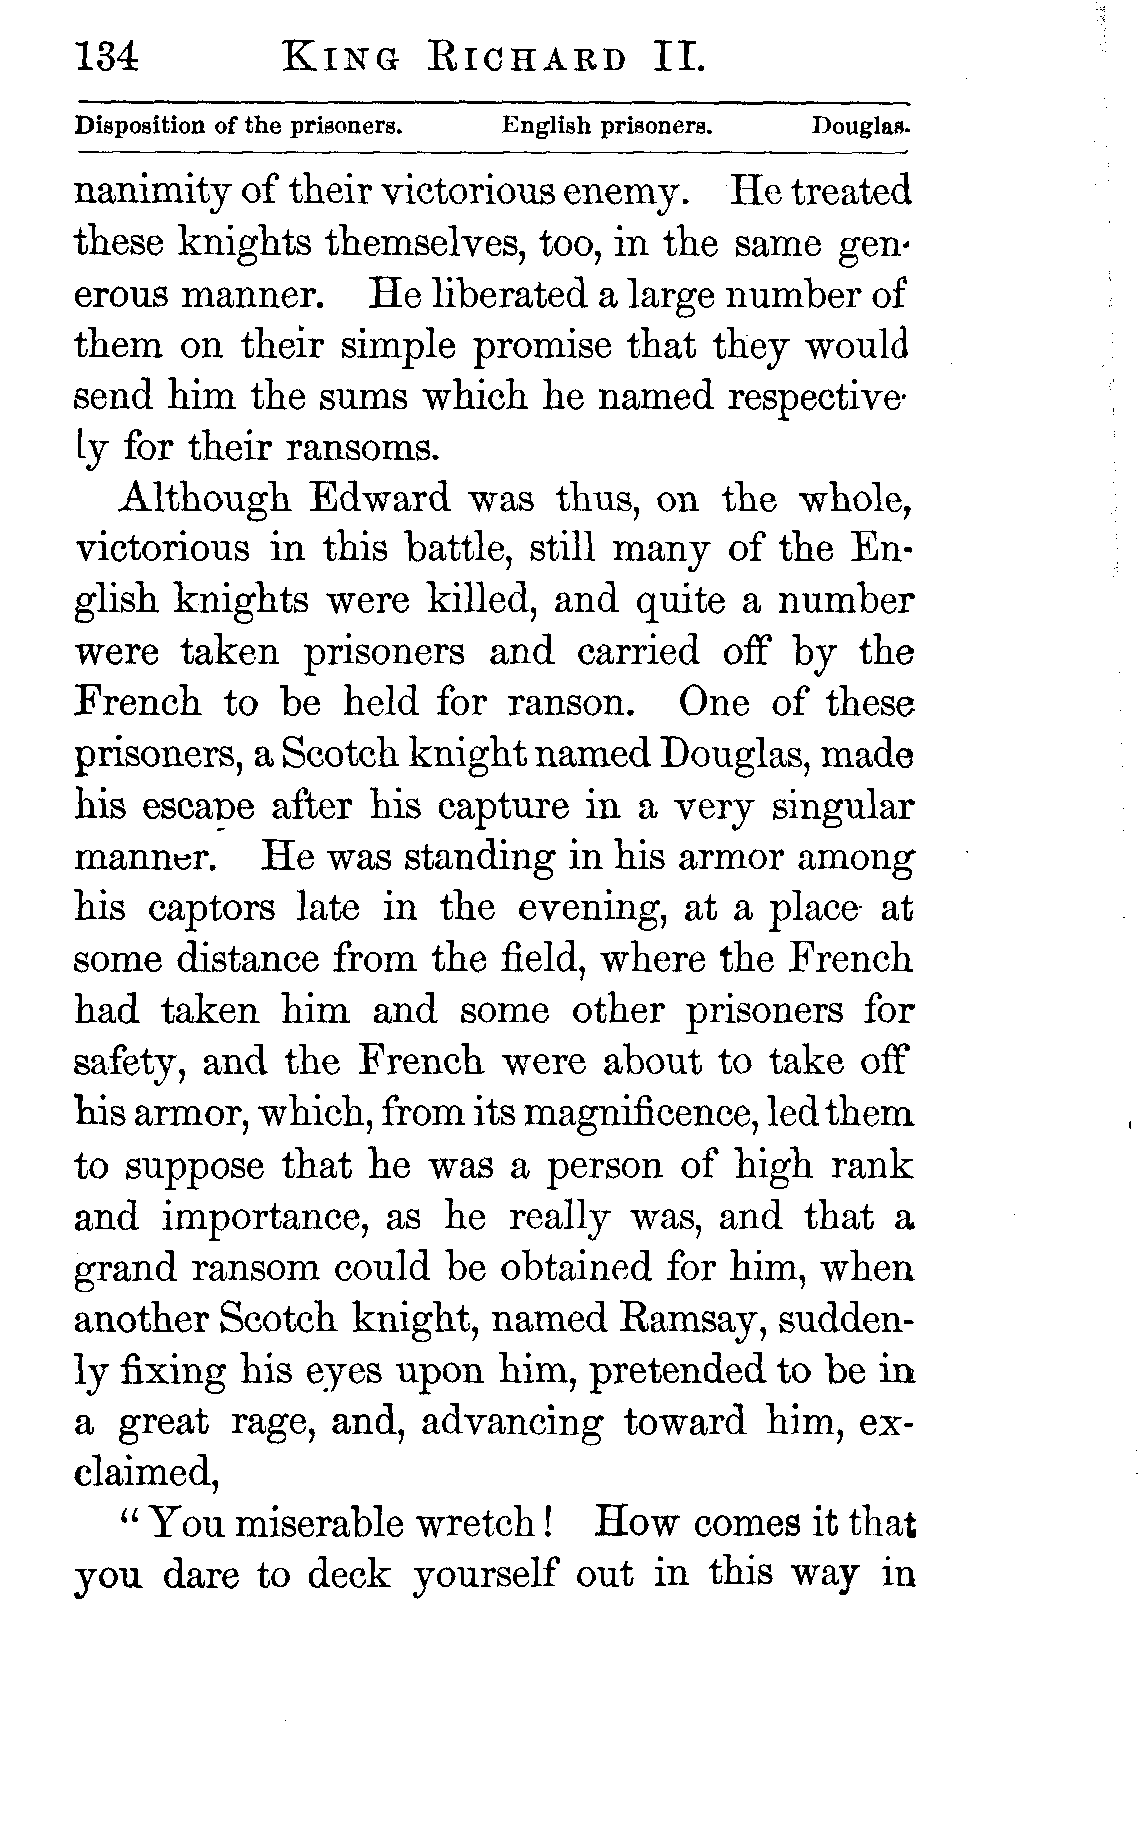 134 KING RICHARD II.
Disposition of the prisoners. English prisoners. Douglas.
nanimity of their victorious enemy. He treated
these knights themselves, too, in the same gen-
erous manner. He liberated a large number of
them on their simple promise that they would
send him the sums which he named respective-
ly for their ransoms.
Although Edward was thus, on the whole,
victorious in this battle, still many of the En-
glish knights were killed, and quite a number
were taken prisoners and carried off by the
French to be held for ranson. One of these
prisoners, a Scotch knight named Douglas, made
his escape after his capture in a very singular
manner. He was standing in his armor among
his captors late in the evening, at a place at
some distance from the field, where the French
had taken him and some other prisoners for
safety, and the French were about to take off
his armor, which, from its magnificence, led them
to suppose that he was a person of high rank
and importance, as he really was, and that a
grand ransom could be obtained for him, when
another Scotch knight, named Ramsay, sudden-
ly fixing his eyes upon him, pretended to be in
a great rage, and, advancing toward him, ex-
claimed,
"You miserable wretch! How comes it that
you dare to deck yourself out in this way in